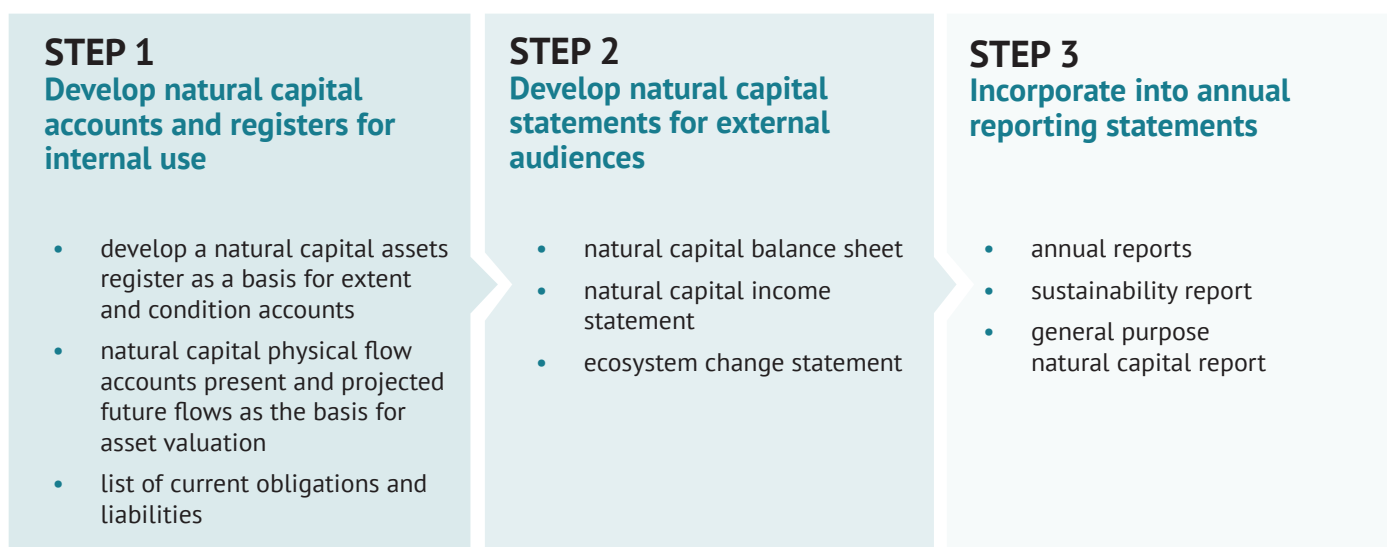 STEP 1
Develop natural capital
accounts and registers for
internal use
• develop a natural capital assets
register as a basis for extent
and condition accounts
• natural capital physical flow
accounts present and projected
future flows as the basis for
asset valuation
• list of current obligations and
liabilities
STEP 2
Develop natural capital
statements for external
audiences
• natural capital balance sheet
• natural capital income
statement
• ecosystem change statement
STEP 3
Incorporate into annual
reporting statements
• annual reports
• sustainability report
• general purpose
natural capital report